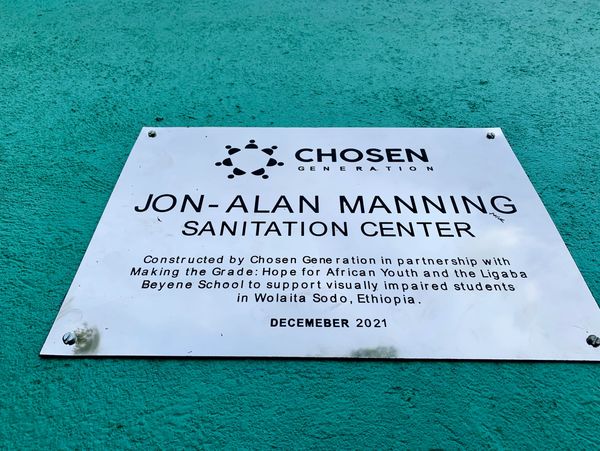 CHOSEN
GENERATION
JON-ALAN MANNING
SANITATION CENTER
Constructed by Chosen Generation in partnership with
Making the Grade: Hope for African Youth and the Ligaba
Beyene School to support visually impaired students
in Wolaita Sodo, Ethiopia.
DECEMEBER 2021